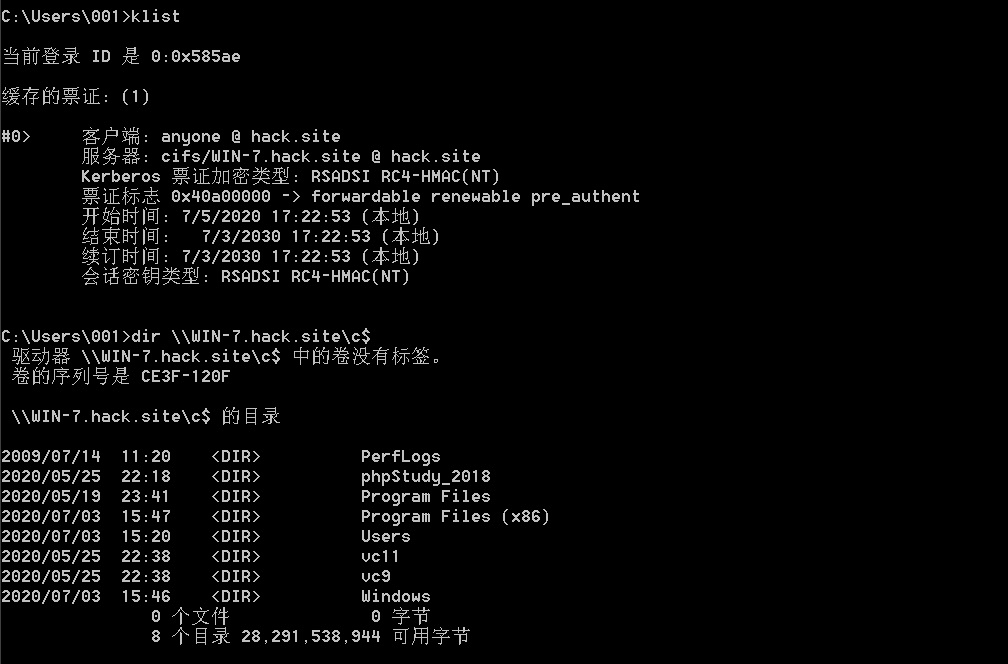 C:\Users\001>klist
当前登录 ID 是 0:0x585ae
缓存的票证: (1)
#0>     客户端: anyone @ hack.site
        服务器: cifs/WIN-7.hack.site @ hack.site
        Kerberos 票证加密类型: RSADSI RC4-HMAC(NT)
        票证标志 0x40a00000 -> forwardable renewable pre_authent
        开始时间: 7/5/2020 17:22:53 (本地)
        结束时间:   7/3/2030 17:22:53 (本地)
        续订时间: 7/3/2030 17:22:53 (本地)
        会话密钥类型: RSADSI RC4-HMAC(NT)
C:\Users\001>dir \\WIN-7.hack.site\c$
 驱动器 \\WIN-7.hack.site\c$ 中的卷没有标签。
 卷的序列号是 CE3F-120F
 \\WIN-7.hack.site\c$ 的目录
2009/07/14  11:20    <DIR>          PerfLogs
2020/05/25  22:18    <DIR>          phpStudy_2018
2020/05/19  23:41    <DIR>          Program Files
2020/07/03  15:47    <DIR>          Program Files (x86)
2020/07/03  15:20    <DIR>          Users
2020/05/25  22:38    <DIR>          vc11
2020/05/25  22:38    <DIR>          vc9
2020/07/03  15:46    <DIR>          Windows
               0 个文件              0 字节
               8 个目录 28,291,538,944 可用字节